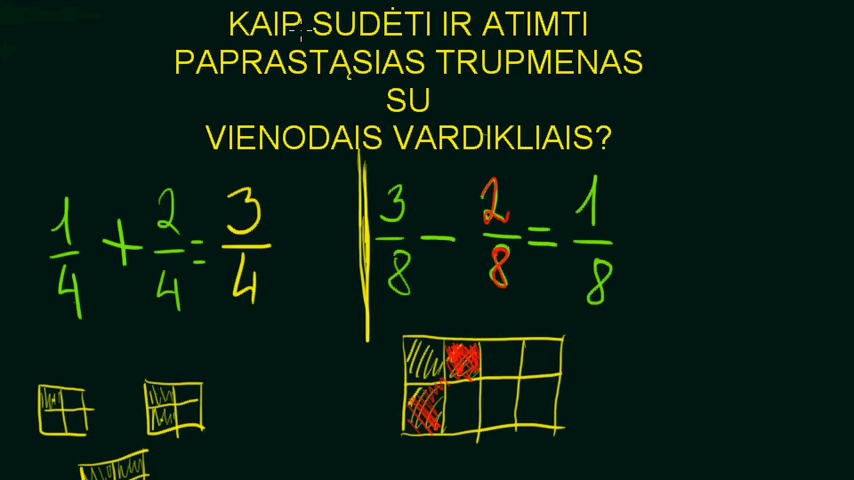 KAIP SUDĖTI IR ATIMTI
PAPRASTĄSIAS TRUPMENAS
SU
VIENODAIS VARDIKLIAIS?
1/4 + 2/4 = 3/4
3/8 - 2/8 = 1/8